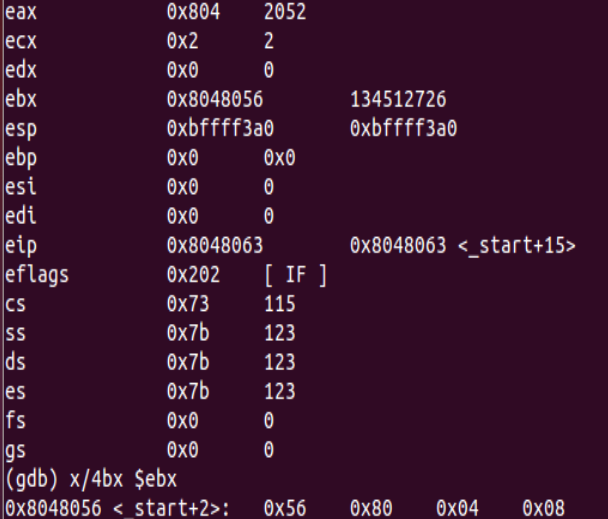 eax 0x804 2052
ecx 0x2 2
edx 0x0 0
ebx 0x8048056 134512726
esp 0xbffff3a0 0xbffff3a0
ebp 0x0 0x0
esi 0x0 0
edi 0x0 0
eip 0x8048063 0x8048063 <_start+15>
eflags 0x202 [ IF ]
cs 0x73 115
ss 0x7b 123
ds 0x7b 123
es 0x7b 123
fs 0x0 0
gs 0x0 0
(gdb) x/4bx $ebx
0x8048056 <_start+2>: 0x56 0x80 0x04 0x08